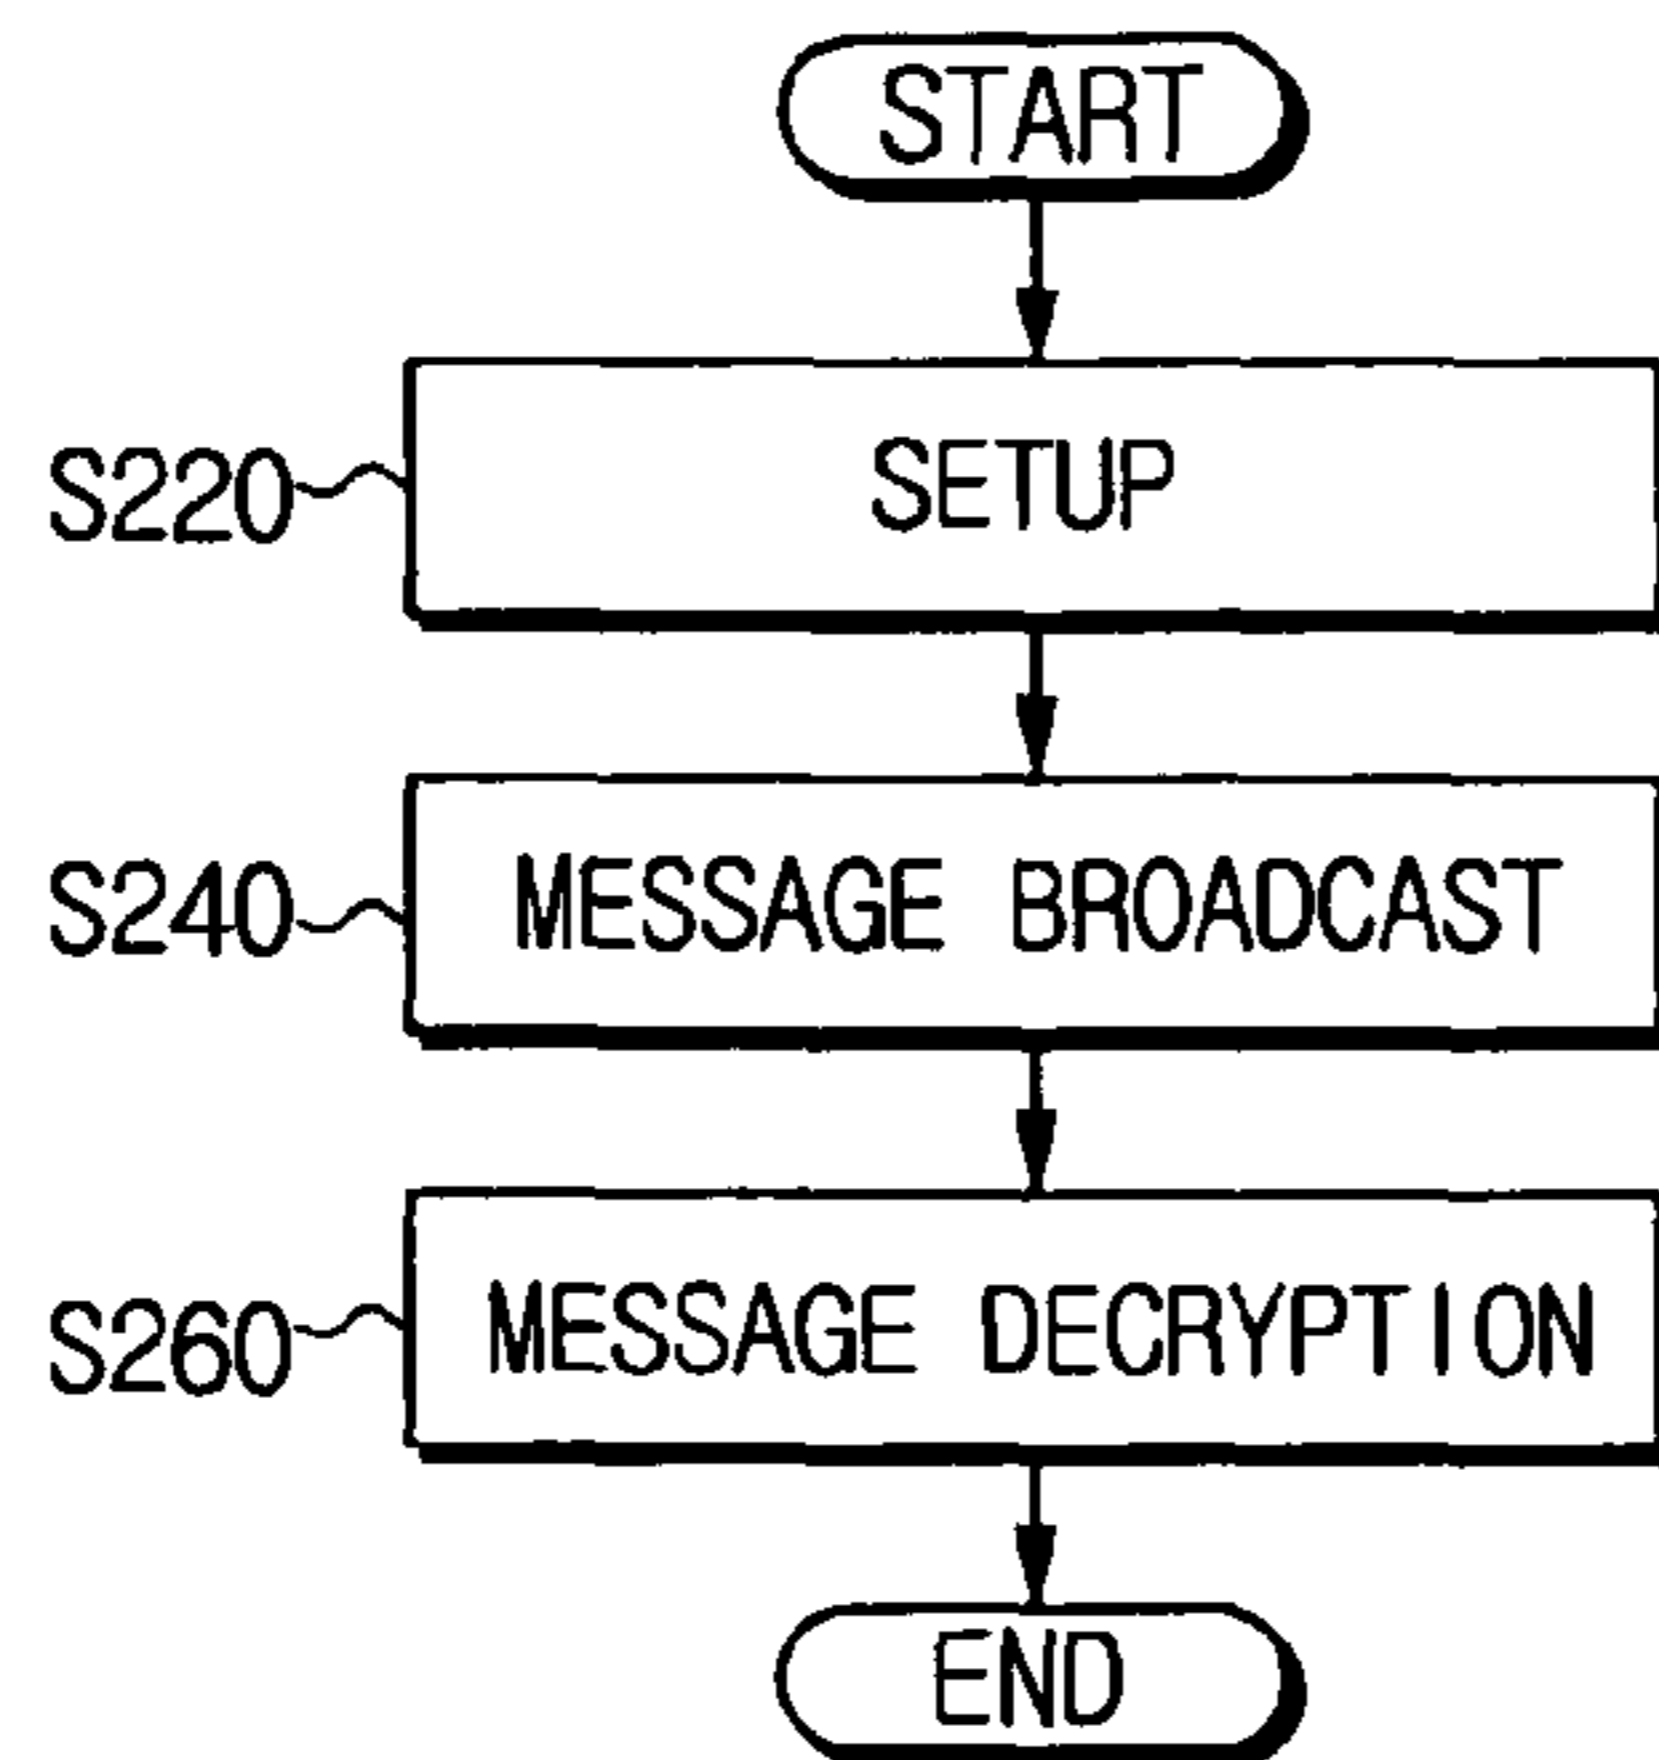 START
S220 SETUP
S240 MESSAGE BROADCAST
S260 MESSAGE DECRYPTION
END